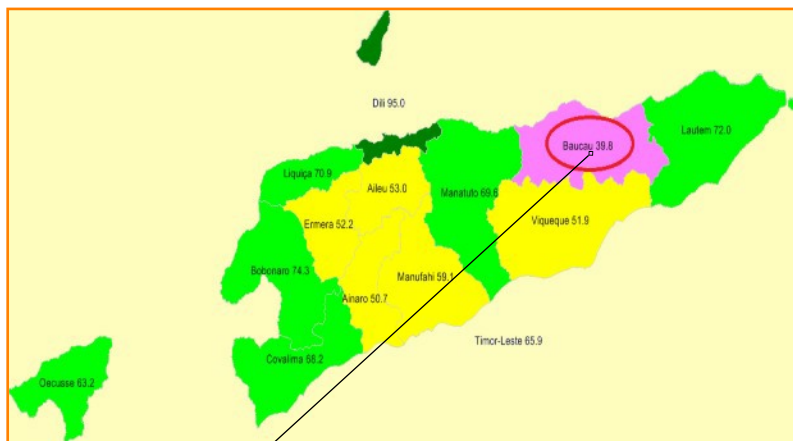 Dili 95.0
Lautem 72.0
Baucau 39.8
Liquiça 70.9
Aileu 53.0
Manatuto 69.6
Ermera 52.2
Viqueque 51.9
Bobonaro 74.3
Manufahi 59.1
Ainaro 50.7
Timor-Leste 65.9
Covalima 68.2
Oecusse 63.2